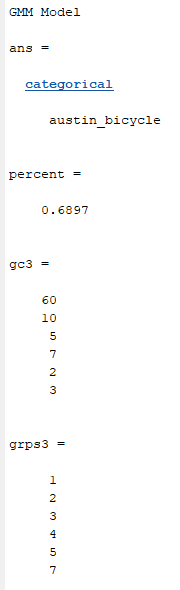 GMM Model
ans =
categorical
austin_bicycle
percent =
0.6897
gc3 =
60
10
5
7
2
3
grps3 =
1
2
3
4
5
7